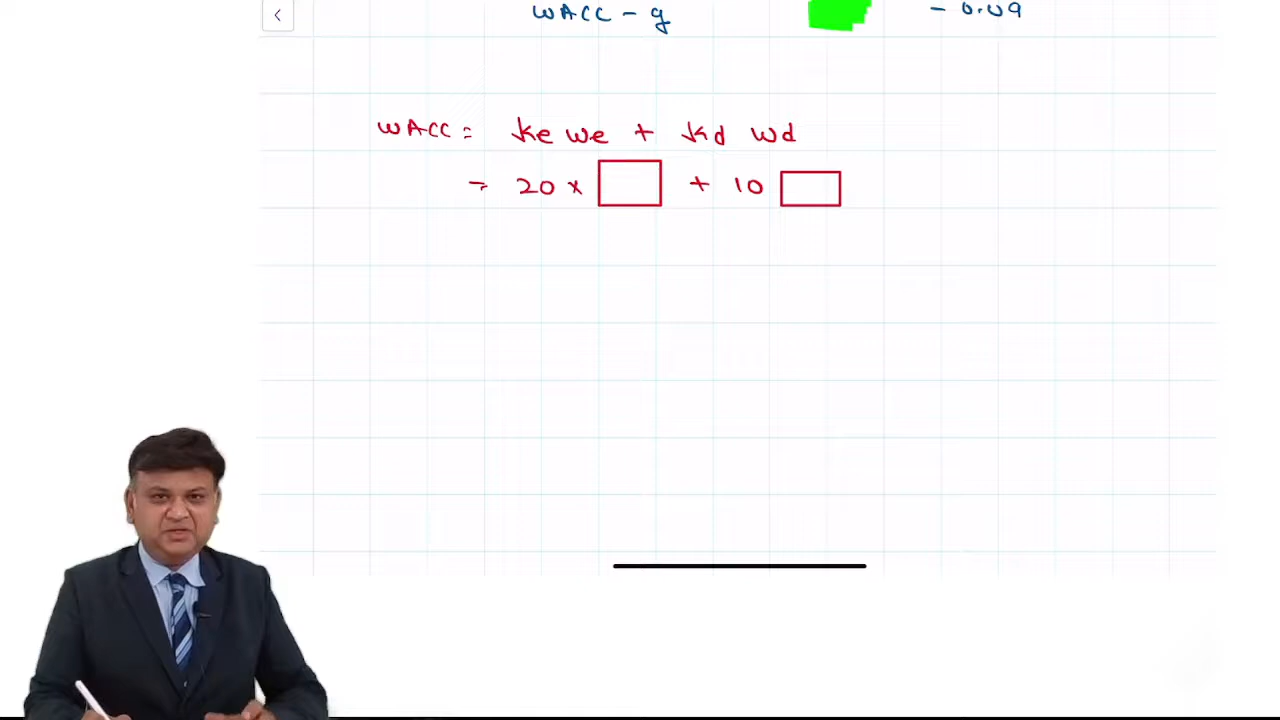 WACC - g - 0.09
WACC = Ke We + Kd Wd
= 20 x + 10